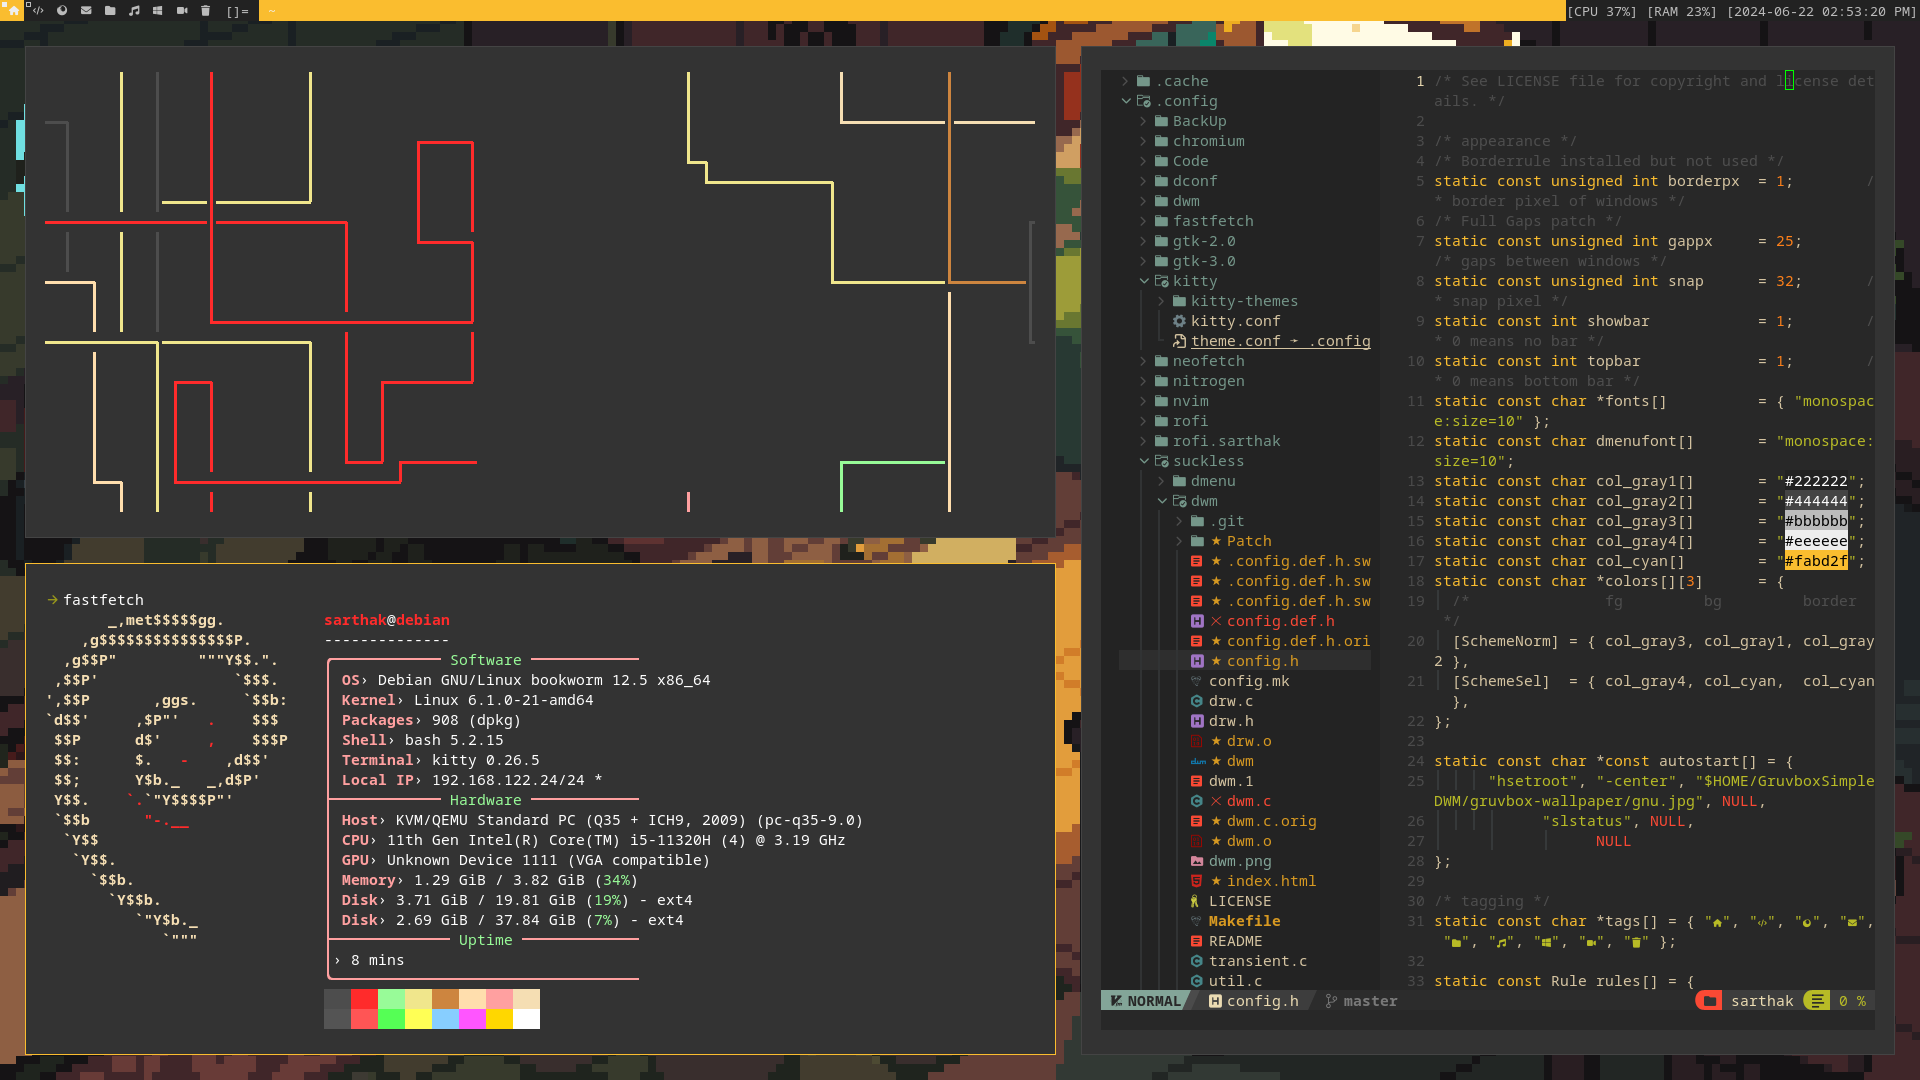 []= ~ [CPU 37%] [RAM 23%] [2024-06-22 02:53:20 PM]
→ fastfetch
_,met$$$$$gg.
,g$$$$$$$$$$$$$$$P.
,g$$P" """Y$$.".
,$$P' `$$$.
',$$P ,ggs. `$$b:
`d$$' ,$P"' . $$$
$$P d$' , $$$P
$$: $. - ,d$$'
$$; Y$b._ _,d$P'
Y$$. `.`"Y$$$$P"'
`$$b "-.__
`Y$$
`Y$$.
`$$b.
`Y$$b.
`"Y$b._
`"""
sarthak@debian
--------------
Software
OS› Debian GNU/Linux bookworm 12.5 x86_64
Kernel› Linux 6.1.0-21-amd64
Packages› 908 (dpkg)
Shell› bash 5.2.15
Terminal› kitty 0.26.5
Local IP› 192.168.122.24/24 *
Hardware
Host› KVM/QEMU Standard PC (Q35 + ICH9, 2009) (pc-q35-9.0)
CPU› 11th Gen Intel(R) Core(TM) i5-11320H (4) @ 3.19 GHz
GPU› Unknown Device 1111 (VGA compatible)
Memory› 1.29 GiB / 3.82 GiB (34%)
Disk› 3.71 GiB / 19.81 GiB (19%) - ext4
Disk› 2.69 GiB / 37.84 GiB (7%) - ext4
Uptime
› 8 mins
.cache
.config
BackUp
chromium
Code
dconf
dwm
fastfetch
gtk-2.0
gtk-3.0
kitty
kitty-themes
kitty.conf
theme.conf → .config
neofetch
nitrogen
nvim
rofi
rofi.sarthak
suckless
dmenu
dwm
.git
★ Patch
★ .config.def.h.sw
★ .config.def.h.sw
★ .config.def.h.sw
✕ config.def.h
★ config.def.h.ori
★ config.h
config.mk
drw.c
drw.h
★ drw.o
★ dwm
dwm.1
✕ dwm.c
★ dwm.c.orig
★ dwm.o
dwm.png
★ index.html
LICENSE
Makefile
README
transient.c
util.c
1 /* See LICENSE file for copyright and license det
ails. */
2
3 /* appearance */
4 /* Borderrule installed but not used */
5 static const unsigned int borderpx = 1; /
* border pixel of windows */
6 /* Full Gaps patch */
7 static const unsigned int gappx = 25;
/* gaps between windows */
8 static const unsigned int snap = 32; /
* snap pixel */
9 static const int showbar = 1; /
* 0 means no bar */
10 static const int topbar = 1; /
* 0 means bottom bar */
11 static const char *fonts[] = { "monospac
e:size=10" };
12 static const char dmenufont[] = "monospace:
size=10";
13 static const char col_gray1[] = "#222222";
14 static const char col_gray2[] = "#444444";
15 static const char col_gray3[] = "#bbbbbb";
16 static const char col_gray4[] = "#eeeeee";
17 static const char col_cyan[] = "#fabd2f";
18 static const char *colors[][3] = {
19 /* fg bg border
*/
20 [SchemeNorm] = { col_gray3, col_gray1, col_gray
2 },
21 [SchemeSel] = { col_gray4, col_cyan, col_cyan
},
22 };
23
24 static const char *const autostart[] = {
25 "hsetroot", "-center", "$HOME/GruvboxSimple
DWM/gruvbox-wallpaper/gnu.jpg", NULL,
26 "slstatus", NULL,
27 NULL
28 };
29
30 /* tagging */
31 static const char *tags[] = { "", "", "", "",
"", "", "", "", "" };
32
33 static const Rule rules[] = {
NORMAL config.h master sarthak 0 %